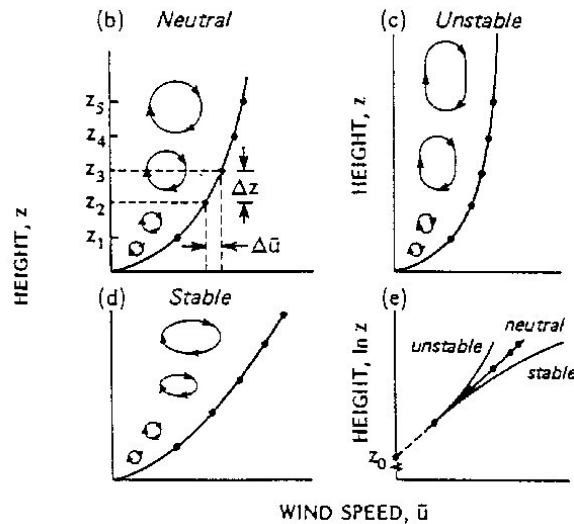 (b) Neutral
z5
z4
z3
z2
z1
Δz
Δū
HEIGHT, z
(c) Unstable
HEIGHT, z
(d) Stable
(e)
HEIGHT, ln z
unstable
neutral
stable
z0
WIND SPEED, ū